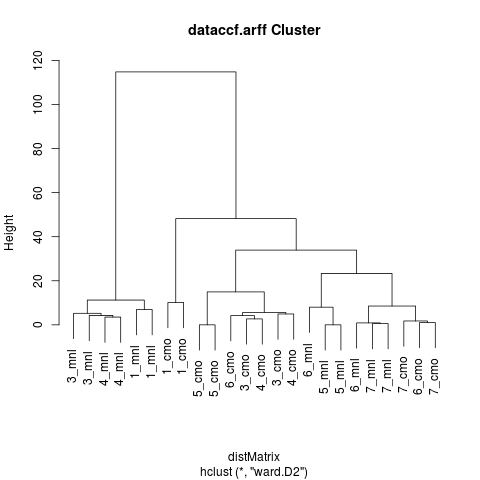 dataccf.arff Cluster
Height
120
100
80
60
40
20
0
3_mnl
3_mnl
4_mnl
4_mnl
1_mnl
1_mnl
1_cmo
1_cmo
5_cmo
5_cmo
6_cmo
3_cmo
4_cmo
3_cmo
4_cmo
6_mnl
5_mnl
5_mnl
6_mnl
7_mnl
7_mnl
7_cmo
6_cmo
7_cmo
distMatrix
hclust (*, "ward.D2")